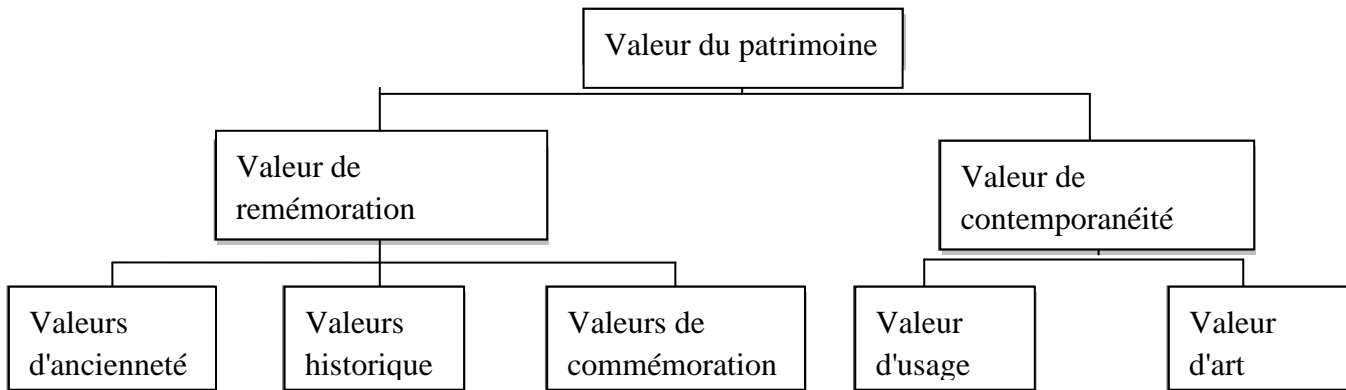 Valeur du patrimoine
Valeur de
remémoration
Valeur de
contemporanéité
Valeurs
d'ancienneté
Valeurs
historique
Valeurs de
commémoration
Valeur
d'usage
Valeur
d'art